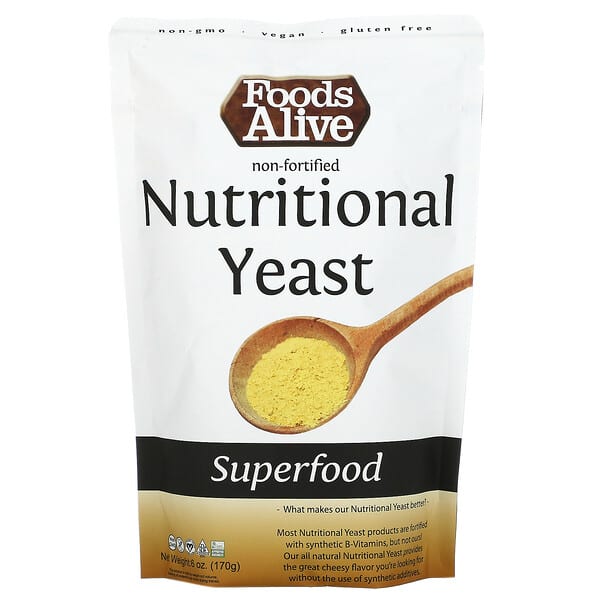 non-gmo • vegan • gluten free
Foods
Alive
non-fortified
Nutritional
Yeast
Superfood
- What makes our Nutritional Yeast better? -
Most Nutritional Yeast products are fortified
with synthetic B-Vitamins, but not ours!
Our all natural Nutritional Yeast provides
the great cheesy flavor you're looking for
without the use of synthetic additives.
Net Weight:6 oz. (170g)